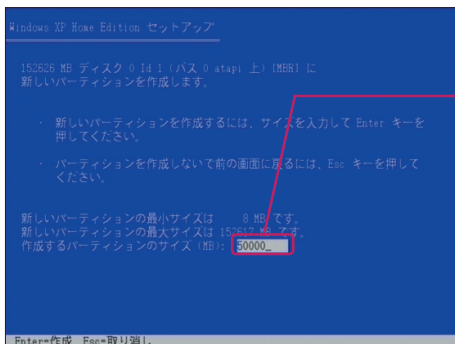 Windows XP Home Edition セットアップ
152626 MB ディスク 0 Id 1 (バス 0 atapi 上) [MBR] に
新しいパーティションを作成します。
・ 新しいパーティションを作成するには、サイズを入力して Enter キーを
押してください。
・ パーティションを作成しないで前の画面に戻るには、Esc キーを押して
ください。
新しいパーティションの最小サイズは 8 MB です。
新しいパーティションの最大サイズは 152617 MB です。
作成するパーティションのサイズ (MB): 50000_
Enter=作成 Esc=取り消し